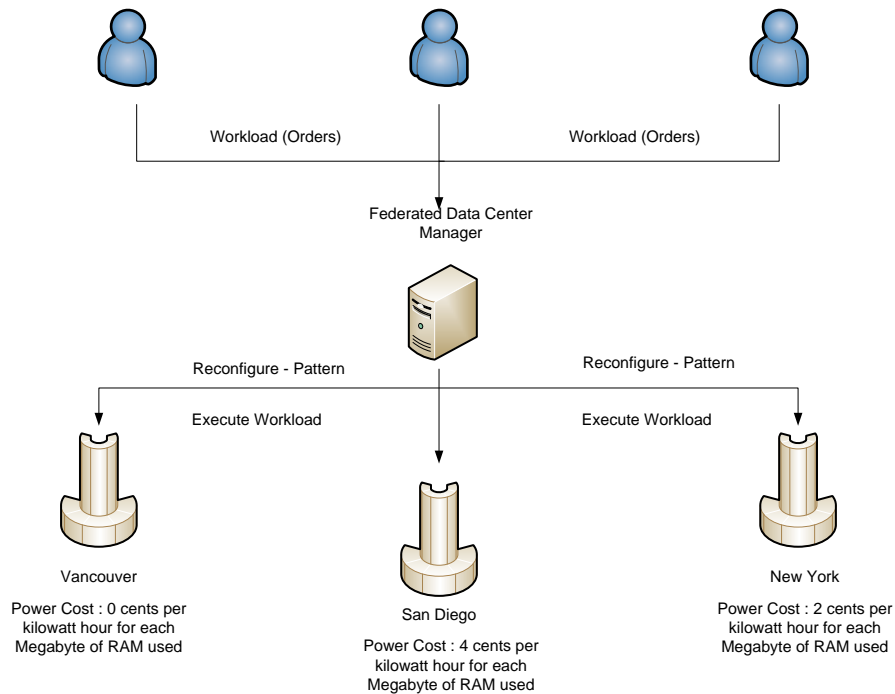 Workload (Orders)
Workload (Orders)
Federated Data Center
Manager
Reconfigure - Pattern
Reconfigure - Pattern
Execute Workload
Execute Workload
Vancouver
Power Cost : 0 cents per
kilowatt hour for each
Megabyte of RAM used
San Diego
Power Cost : 4 cents per
kilowatt hour for each
Megabyte of RAM used
New York
Power Cost : 2 cents per
kilowatt hour for each
Megabyte of RAM used